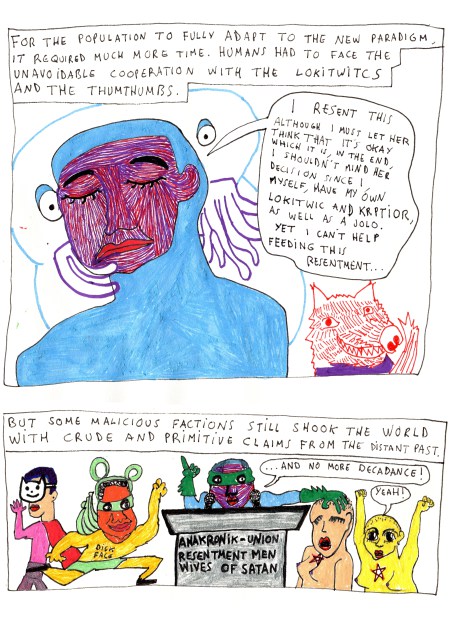 FOR THE POPULATION TO FULLY ADAPT TO THE NEW PARADIGM,
IT REQUIRED MUCH MORE TIME. HUMANS HAD TO FACE THE
UNAVOIDABLE COOPERATION WITH THE LOKITWITCS
AND THE THUMTHUMBS.
I RESENT THIS
ALTHOUGH I MUST LET HER
THINK THAT IT'S OKAY
WHICH IT IS, IN THE END.
I SHOULDN'T MIND HER
DECISION SINCE I
MYSELF, HAVE MY OWN
LOKITWIC AND KRPTIOR,
AS WELL AS A JOLO.
YET I CAN'T HELP
FEEDING THIS
RESENTMENT...
BUT SOME MALICIOUS FACTIONS STILL SHOOK THE WORLD
WITH CRUDE AND PRIMITIVE CLAIMS FROM THE DISTANT PAST.
...AND NO MORE DECADANCE!
YEAH!
DICK
FACE
ANAKRONIK-UNION
RESENTMENT MEN
WIVES OF SATAN